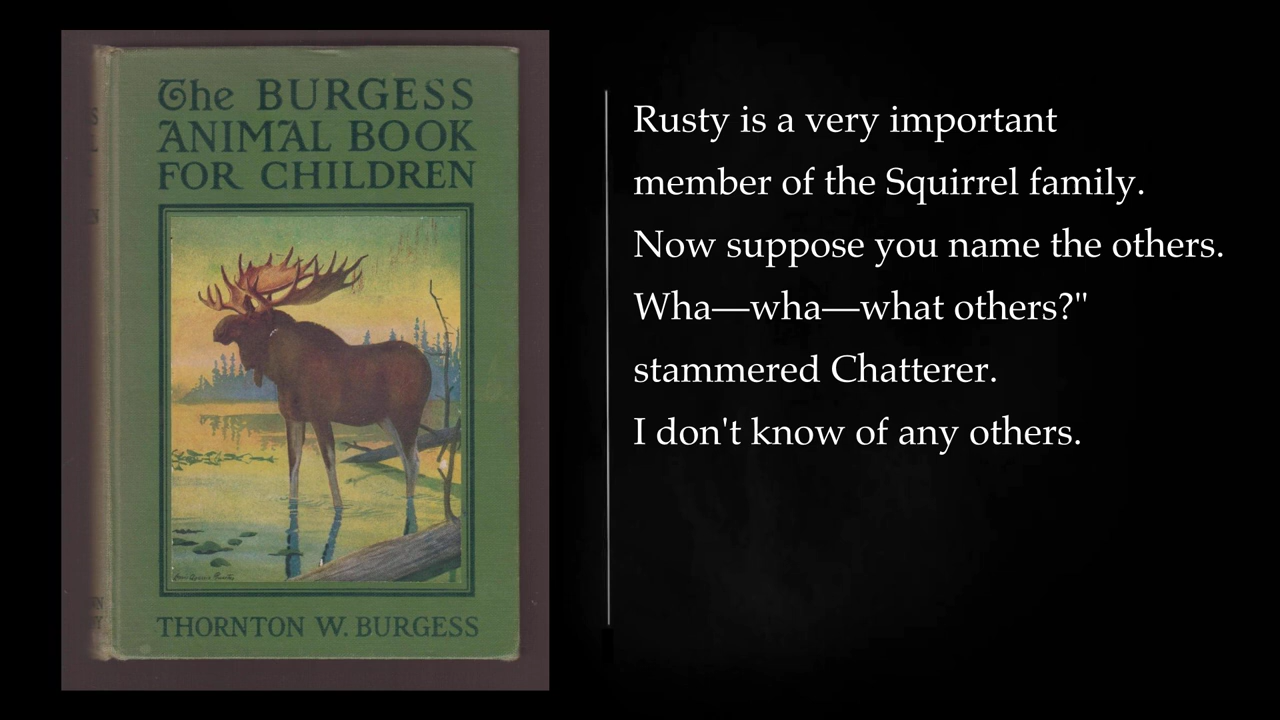 The BURGESS
ANIMAL BOOK
FOR CHILDREN
THORNTON W. BURGESS
Rusty is a very important
member of the Squirrel family.
Now suppose you name the others.
Wha—wha—what others?"
stammered Chatterer.
I don't know of any others.